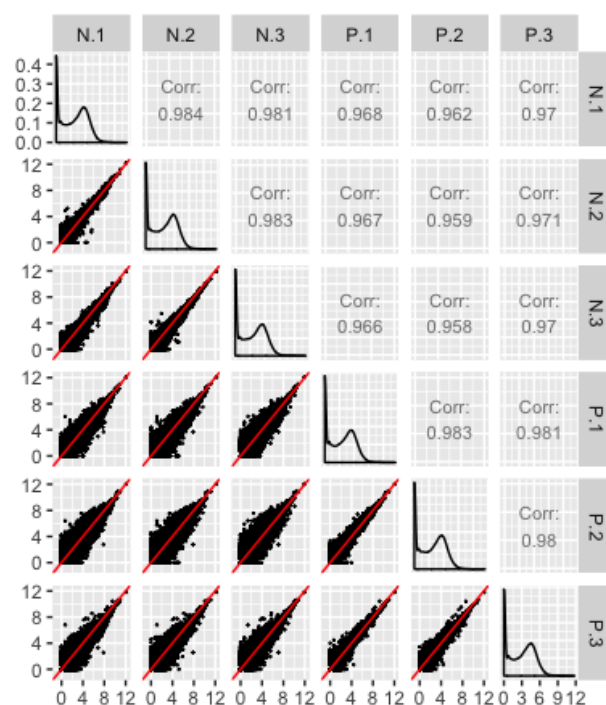 N.1 N.2 N.3 P.1 P.2 P.3
0.4
0.3
0.2
0.1
0.0
Corr: Corr: Corr: Corr: Corr:
0.984 0.981 0.968 0.962 0.97
N.1
12
8
4
0
Corr: Corr: Corr: Corr:
0.983 0.967 0.959 0.971
N.2
12
8
4
0
Corr: Corr: Corr:
0.966 0.958 0.97
N.3
12
8
4
0
Corr: Corr:
0.983 0.981
P.1
12
8
4
0
Corr:
0.98
P.2
12
8
4
0
P.3
0 4 8 12 0 4 8 12 0 4 8 12 0 4 8 12 0 4 8 12 0 3 6 9 12